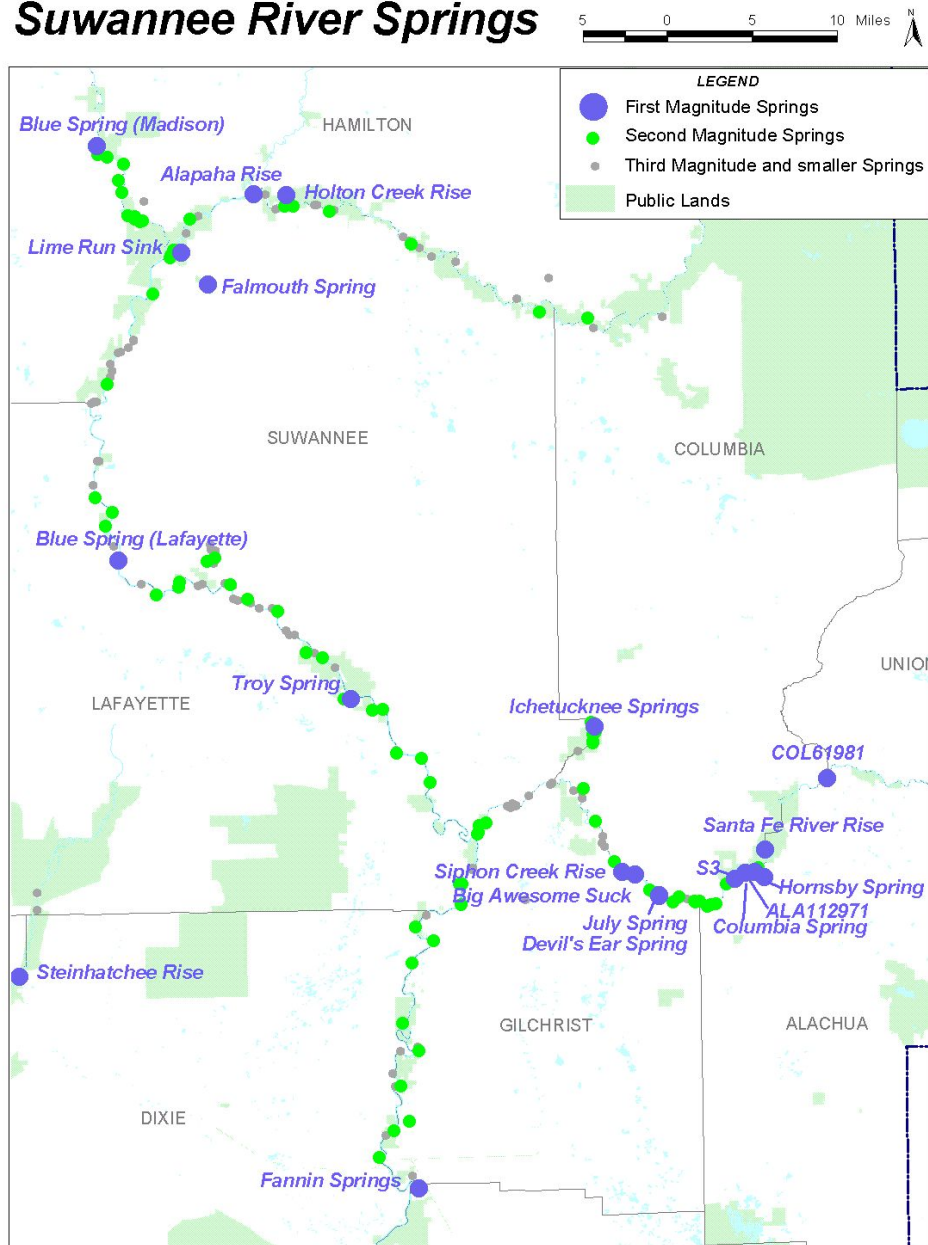 Suwannee River Springs
5 0 5 10 Miles
N
LEGEND
First Magnitude Springs
Second Magnitude Springs
Third Magnitude and smaller Springs
Public Lands
Blue Spring (Madison)
HAMILTON
Alapaha Rise
Holton Creek Rise
Lime Run Sink
Falmouth Spring
SUWANNEE
COLUMBIA
Blue Spring (Lafayette)
UNION
Troy Spring
LAFAYETTE
Ichetucknee Springs
COL61981
Santa Fe River Rise
S3
Siphon Creek Rise
Hornsby Spring
Big Awesome Suck
ALA112971
July Spring
Columbia Spring
Devil's Ear Spring
Steinhatchee Rise
GILCHRIST
ALACHUA
DIXIE
Fannin Springs